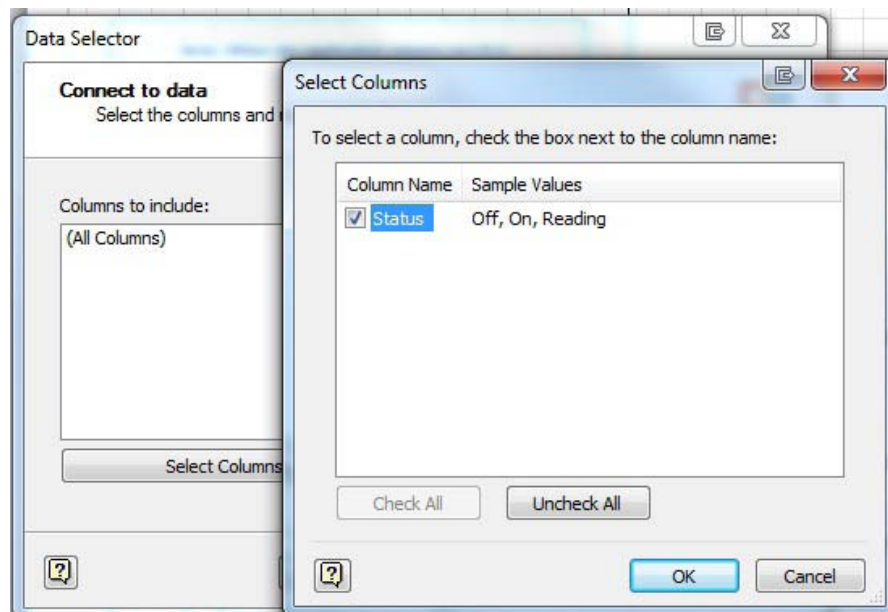 Data Selector
Connect to data
Select the columns and
Columns to include:
(All Columns)
Select Columns
Select Columns
To select a column, check the box next to the column name:
Column Name Sample Values
Status Off, On, Reading
Check All Uncheck All
OK Cancel